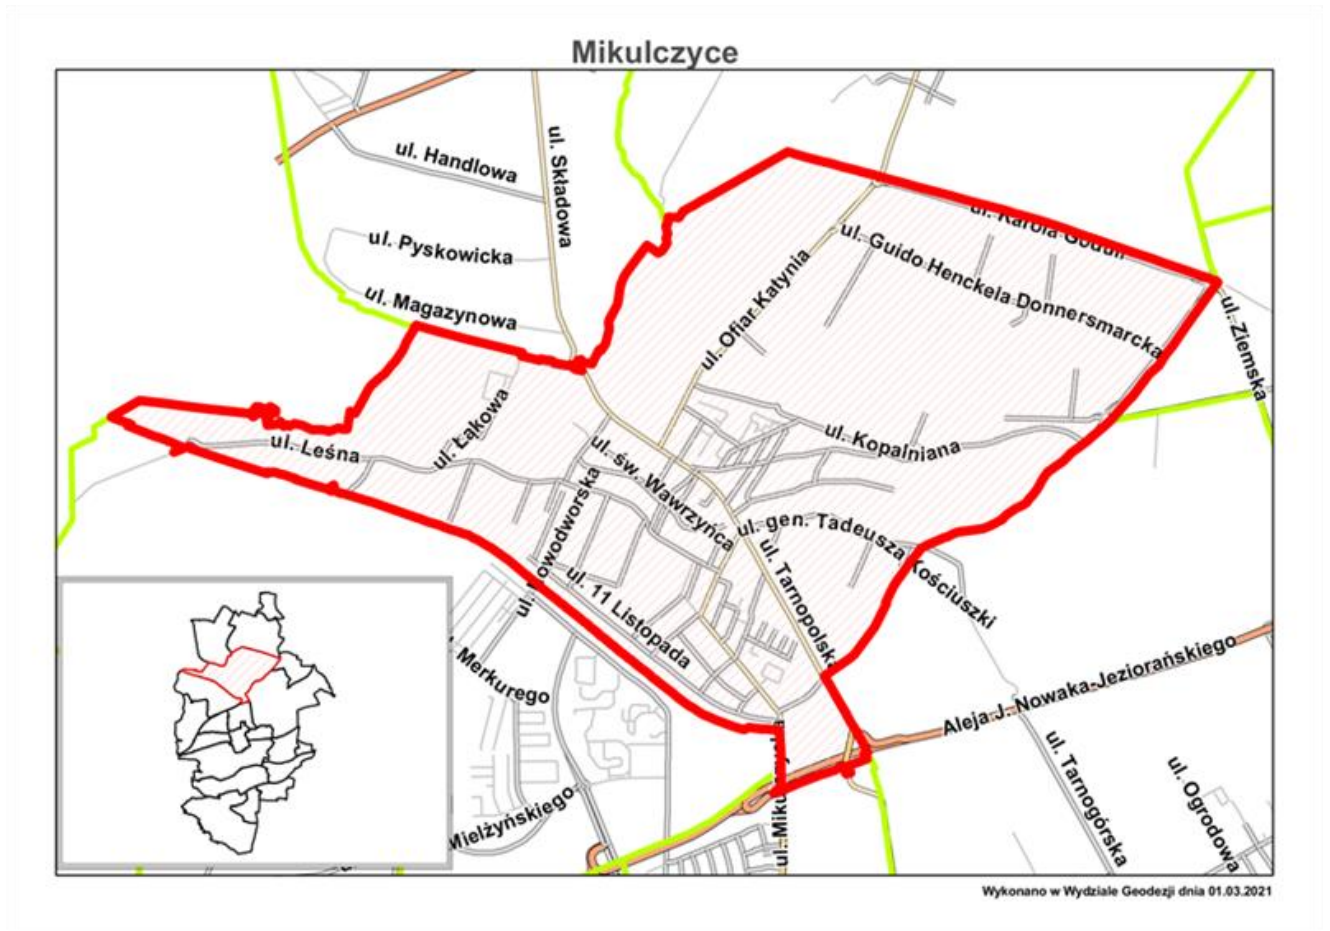 Mikulczyce
ul. Składowa
ul. Handlowa
ul. Pyskowicka
ul. Magazynowa
ul. Karola Goduli
ul. Guido Henckela Donnersmarcka
ul. Ofiar Katynia
ul. Ziemska
ul. Łąkowa
ul. Leśna
ul. Kopalniana
ul. św. Wawrzyńca
ul. Nowodworska
ul. gen. Tadeusza Kościuszki
ul. Tarnopolska
ul. 11 Listopada
Merkurego
Aleja J. Nowaka-Jeziorańskiego
ul. Tarnogórska
ul. Ogrodowa
Mielżyńskiego
Wykonano w Wydziale Geodezji dnia 01.03.2021